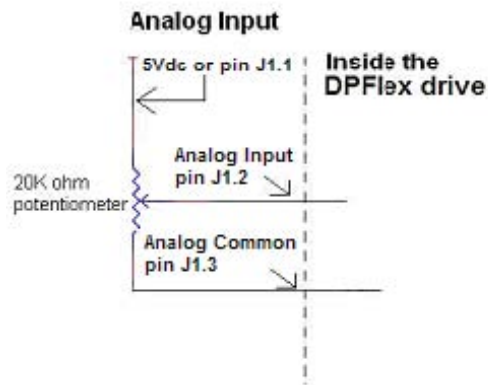 Analog Input
5Vdc or pin J1.1
Inside the
DPFlex drive
Analog Input
pin J1.2
20K ohm
potentiometer
Analog Common
pin J1.3